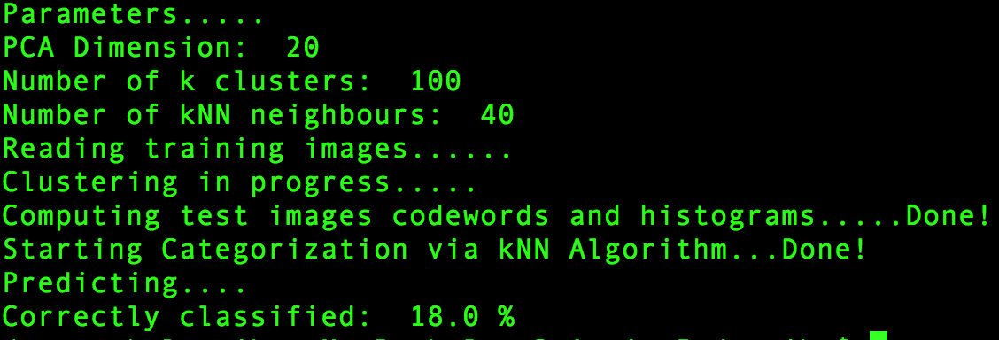 Parameters.....
PCA Dimension:  20
Number of k clusters:  100
Number of kNN neighbours:  40
Reading training images......
Clustering in progress.....
Computing test images codewords and histograms.....Done!
Starting Categorization via kNN Algorithm...Done!
Predicting....
Correctly classified:  18.0 %